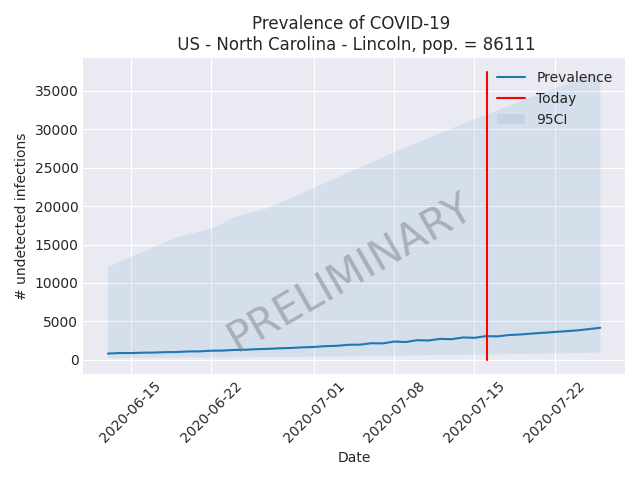 Prevalence of COVID-19
US - North Carolina - Lincoln, pop. = 86111
Prevalence
Today
95CI
35000
30000
25000
20000
15000
10000
5000
0
# undetected infections
PRELIMINARY
2020-06-15
2020-06-22
2020-07-01
2020-07-08
2020-07-15
2020-07-22
Date